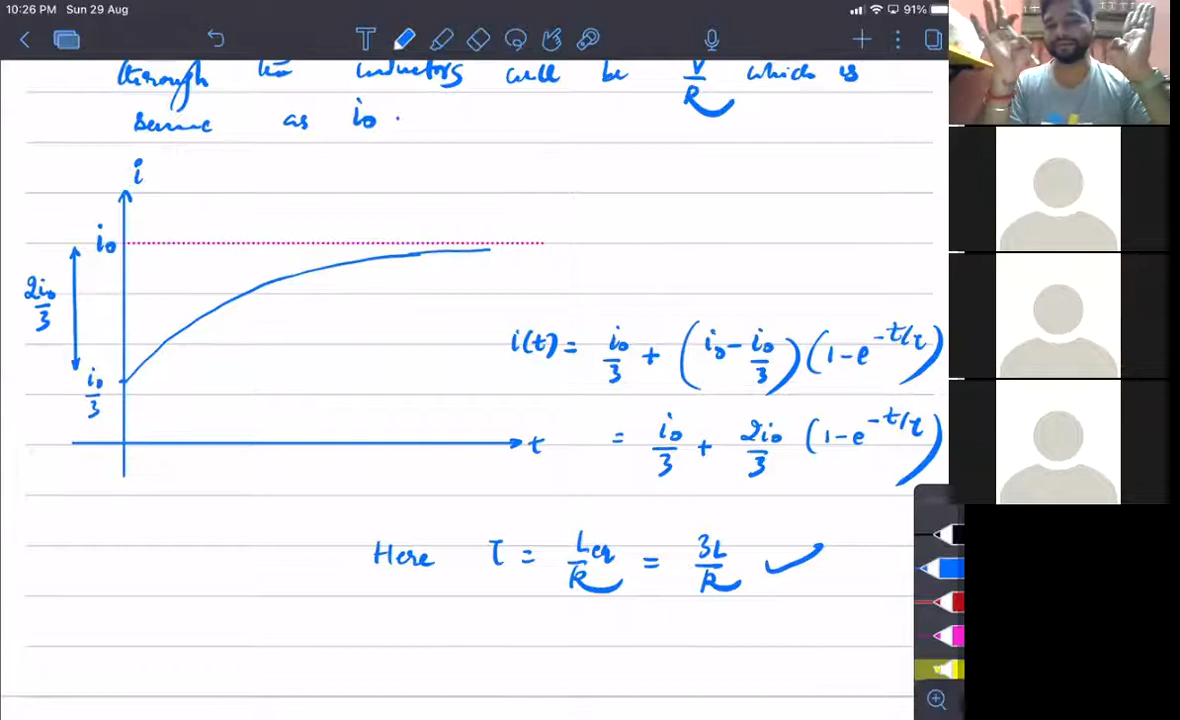 10:26 PM Sun 29 Aug 91%
through the inductors will be V/R which is
same as i₀ .
i
i₀
2i₀/3
i₀/3
t
i(t) = i₀/3 + (i₀ - i₀/3)(1 - e^(-t/τ))
= i₀/3 + 2i₀/3 (1 - e^(-t/τ))
Here τ = Leq/R = 3L/R ✓